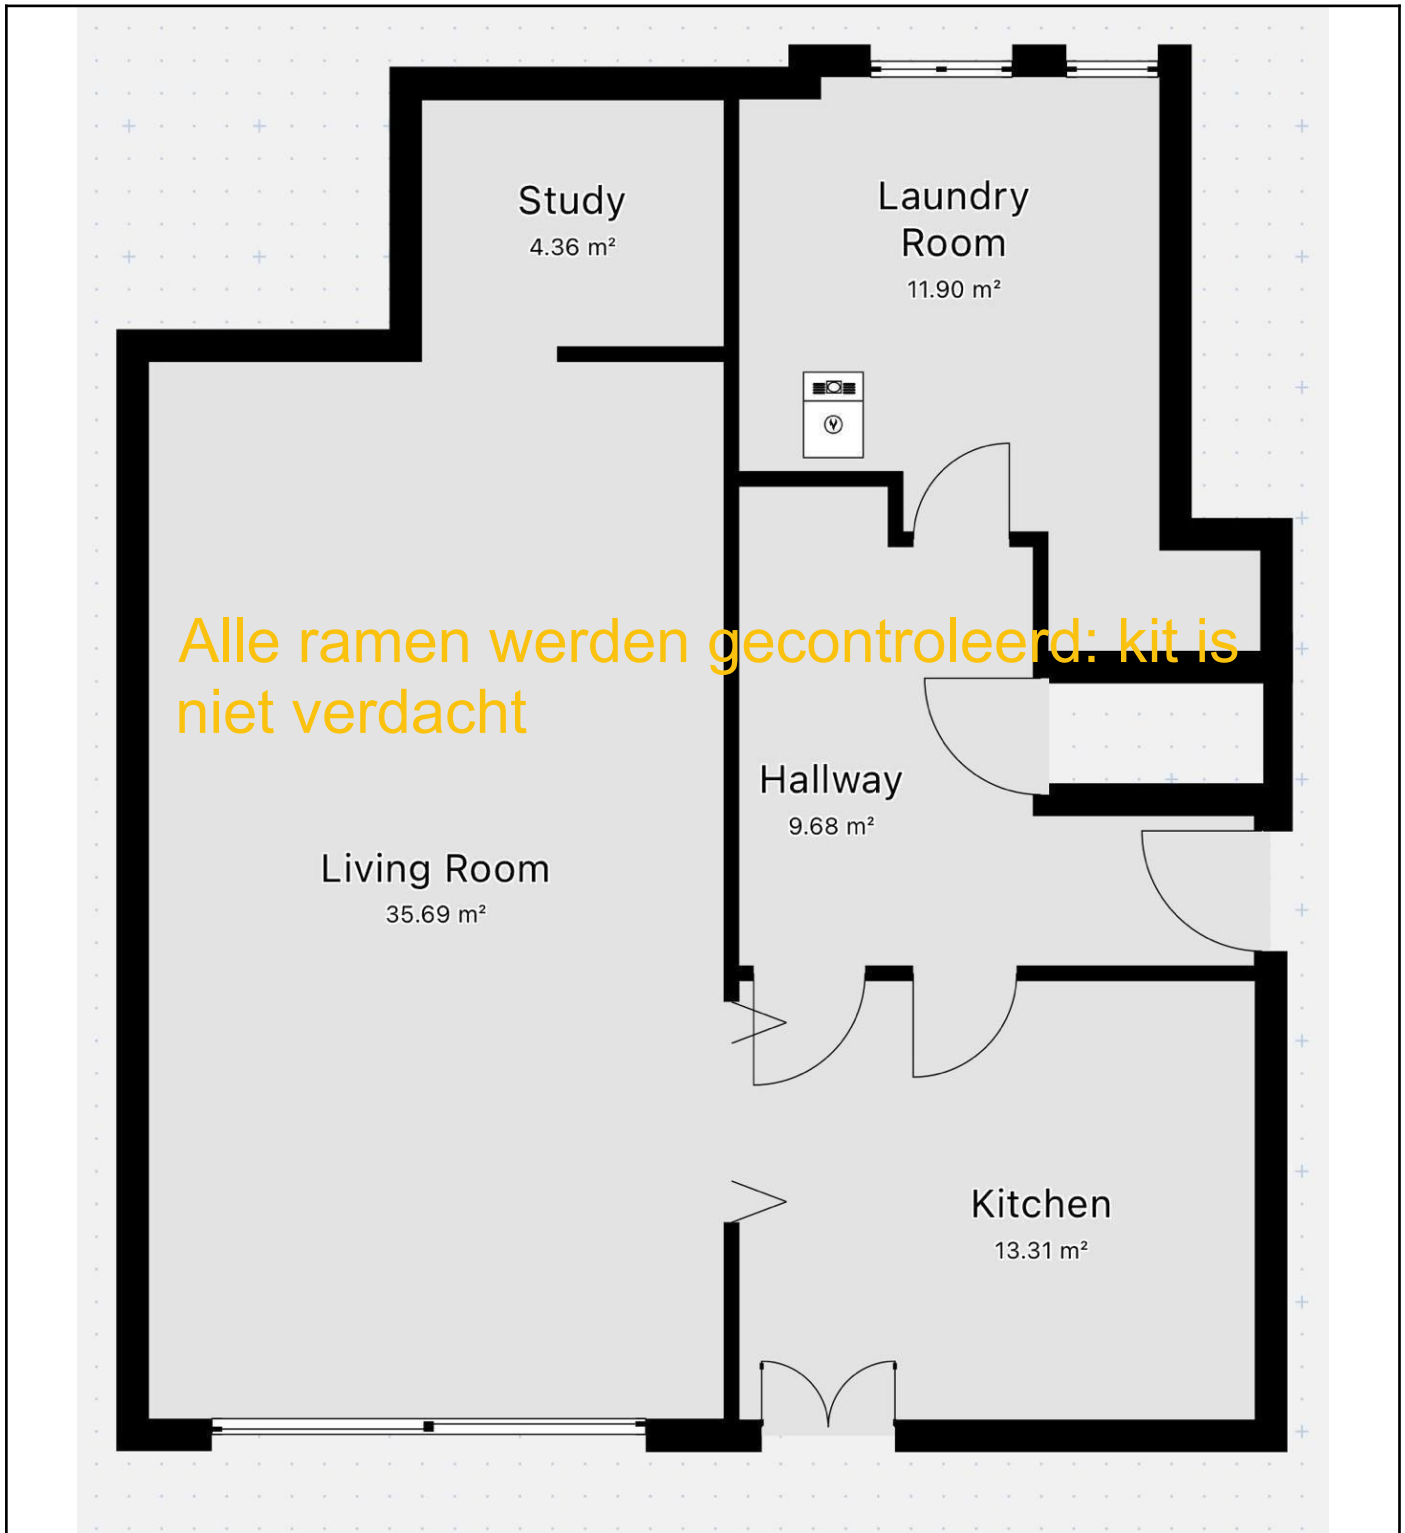 Study
4.36 m²
Laundry
Room
11.90 m²
Alle ramen werden gecontroleerd: kit is
niet verdacht
Hallway
9.68 m²
Living Room
35.69 m²
Kitchen
13.31 m²